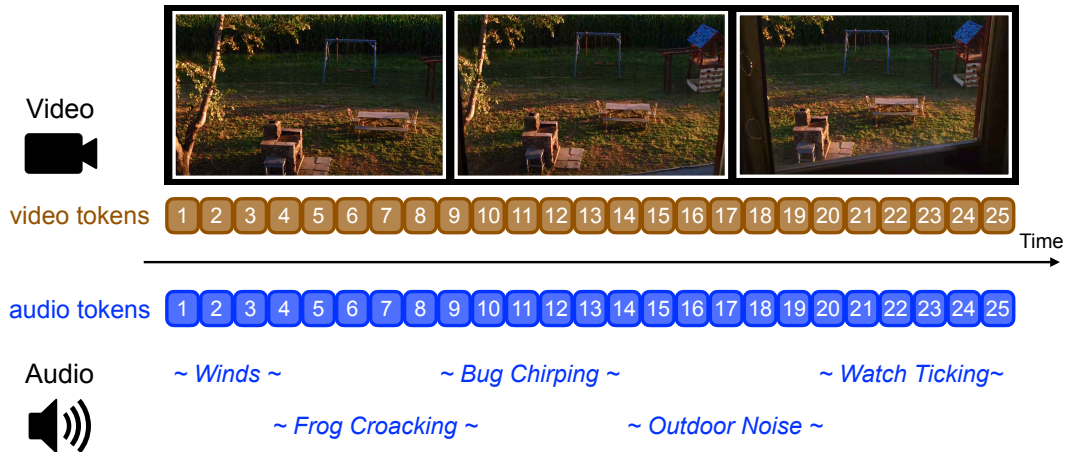 Video
video tokens 1 2 3 4 5 6 7 8 9 10 11 12 13 14 15 16 17 18 19 20 21 22 23 24 25
Time
audio tokens 1 2 3 4 5 6 7 8 9 10 11 12 13 14 15 16 17 18 19 20 21 22 23 24 25
Audio ~ Winds ~ ~ Bug Chirping ~ ~ Watch Ticking~
~ Frog Croacking ~ ~ Outdoor Noise ~